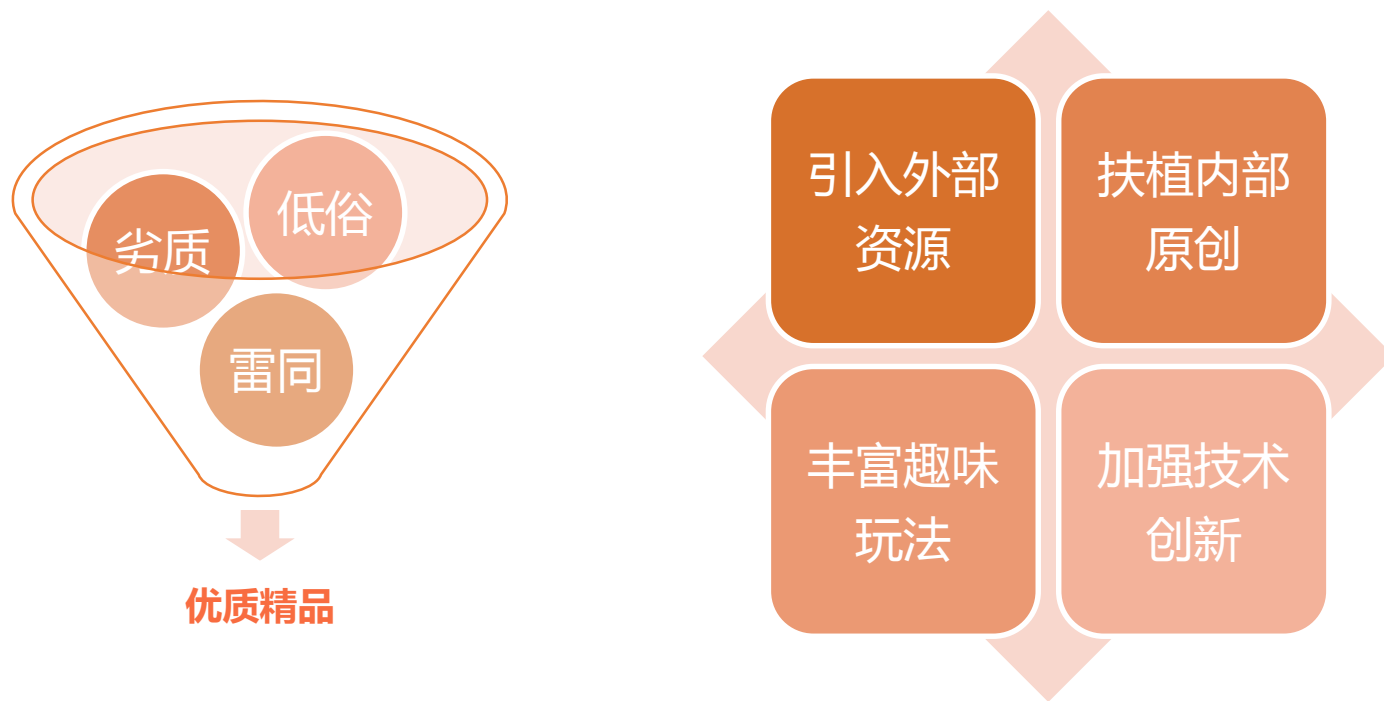 劣质
低俗
雷同
优质精品
引入外部
资源
扶植内部
原创
丰富趣味
玩法
加强技术
创新